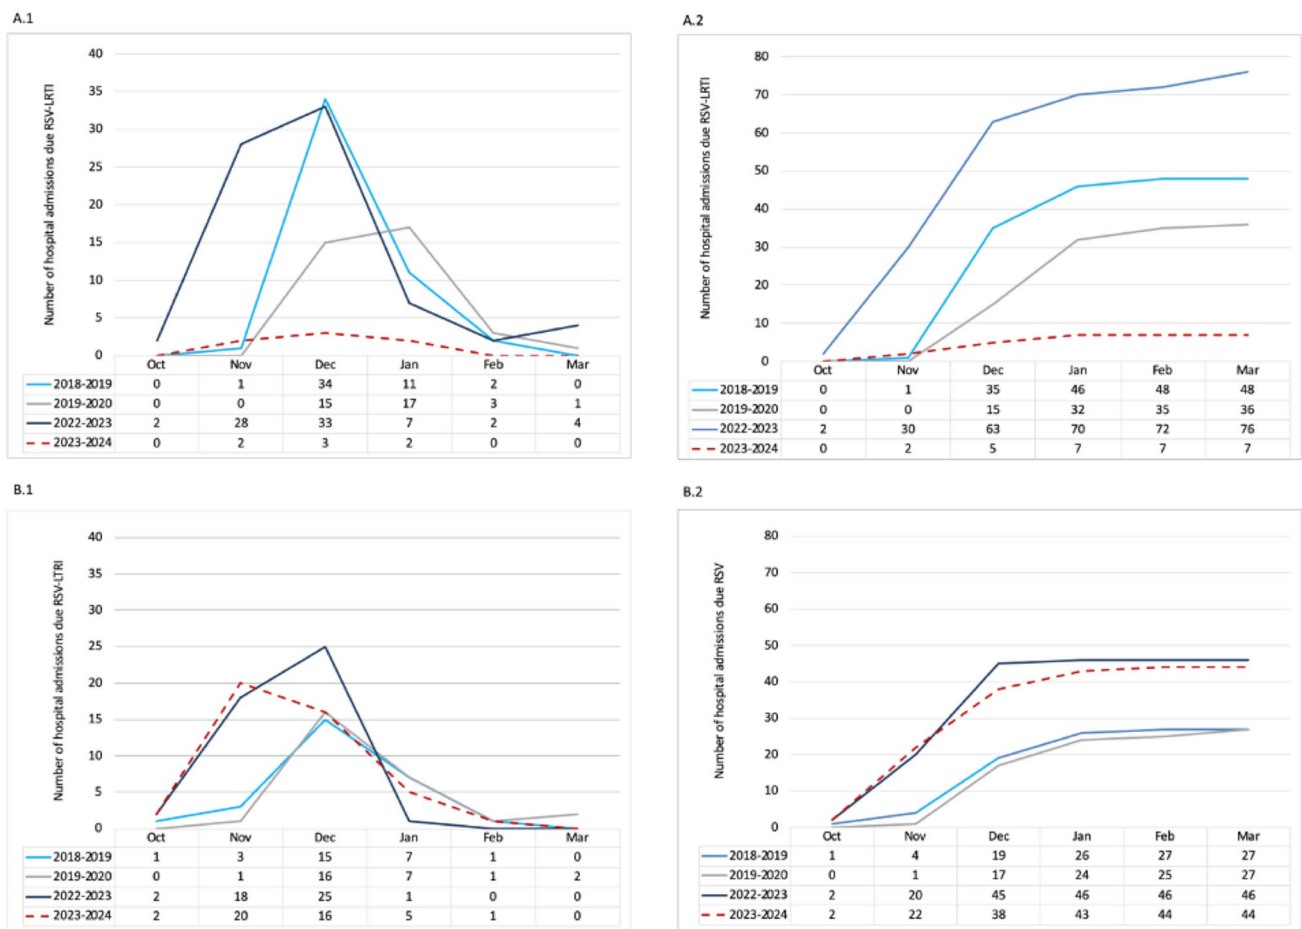 A.1
Number of hospital admissions due RSV-LRTI
40
35
30
25
20
15
10
5
0
Oct Nov Dec Jan Feb Mar
2018-2019 0 1 34 11 2 0
2019-2020 0 0 15 17 3 1
2022-2023 2 28 33 7 2 4
2023-2024 0 2 3 2 0 0
A.2
Number of hospital admissions due RSV-LRTI
80
70
60
50
40
30
20
10
0
Oct Nov Dec Jan Feb Mar
2018-2019 0 1 35 46 48 48
2019-2020 0 0 15 32 35 36
2022-2023 2 30 63 70 72 76
2023-2024 0 2 5 7 7 7
B.1
Number of hospital admissions due RSV-LTRI
40
35
30
25
20
15
10
5
0
Oct Nov Dec Jan Feb Mar
2018-2019 1 3 15 7 1 0
2019-2020 0 1 16 7 1 2
2022-2023 2 18 25 1 0 0
2023-2024 2 20 16 5 1 0
B.2
Number of hospital admissions due RSV
80
70
60
50
40
30
20
10
0
Oct Nov Dec Jan Feb Mar
2018-2019 1 4 19 26 27 27
2019-2020 0 1 17 24 25 27
2022-2023 2 20 45 46 46 46
2023-2024 2 22 38 43 44 44